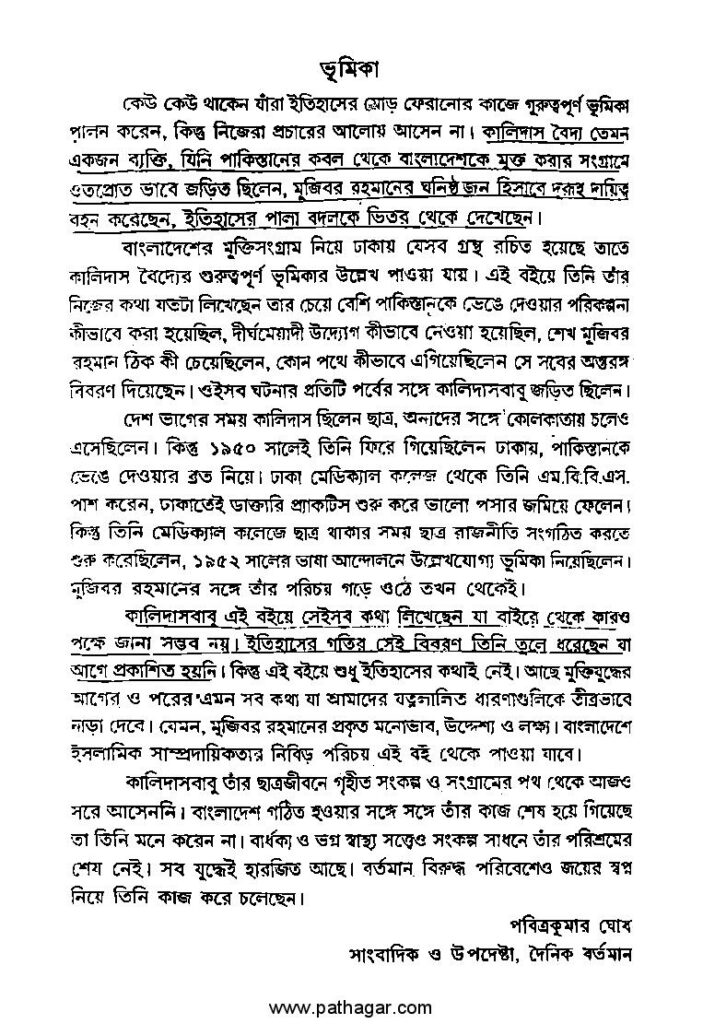 ভূমিকা
কেউ কেউ থাকেন যাঁরা ইতিহাসের মোড় ফেরানোর কাজে গুরুত্বপূর্ণ ভূমিকা
পালন করেন, কিন্তু নিজেরা প্রচারের আলোয় আসেন না। কালিদাস বৈদ্য তেমন
একজন ব্যক্তি, যিনি পাকিস্তানের কবল থেকে বাংলাদেশকে মুক্ত করার সংগ্রামে
ওতপ্রোত ভাবে জড়িত ছিলেন, মুজিবর রহমানের ঘনিষ্ঠ জন হিসাবে দুরূহ দায়িত্ব
বহন করেছেন, ইতিহাসের পালা বদলকে ভিতর থেকে দেখেছেন।
বাংলাদেশের মুক্তিসংগ্রাম নিয়ে ঢাকায় যেসব গ্রন্থ রচিত হয়েছে তাতে
কালিদাস বৈদ্যের গুরুত্বপূর্ণ ভূমিকার উল্লেখ পাওয়া যায়। এই বইয়ে তিনি তাঁর
নিজের কথা যতটা লিখেছেন তার চেয়ে বেশি পাকিস্তানকে ভেঙে দেওয়ার পরিকল্পনা
কীভাবে করা হয়েছিল, দীর্ঘমেয়াদী উদ্যোগ কীভাবে নেওয়া হয়েছিল, শেখ মুজিবর
রহমান ঠিক কী চেয়েছিলেন, কোন পথে কীভাবে এগিয়েছিলেন সে সবের অন্তরঙ্গ
বিবরণ দিয়েছেন। ওইসব ঘটনার প্রতিটি পর্বের সঙ্গে কালিদাসবাবু জড়িত ছিলেন।
দেশ ভাগের সময় কালিদাস ছিলেন ছাত্র, অন্যদের সঙ্গে কোলকাতায় চলেও
এসেছিলেন। কিন্তু ১৯৫০ সালেই তিনি ফিরে গিয়েছিলেন ঢাকায়, পাকিস্তানকে
ভেঙে দেওয়ার ব্রত নিয়ে। ঢাকা মেডিক্যাল কলেজ থেকে তিনি এম.বি.বি.এস.
পাশ করেন, ঢাকাতেই ডাক্তারি প্র্যাকটিস শুরু করে ভালো পসার জমিয়ে ফেলেন।
কিন্তু তিনি মেডিক্যাল কলেজে ছাত্র থাকার সময় ছাত্র রাজনীতি সংগঠিত করতে
শুরু করেছিলেন, ১৯৫২ সালের ভাষা আন্দোলনে উল্লেখযোগ্য ভূমিকা নিয়েছিলেন।
মুজিবর রহমানের সঙ্গে তাঁর পরিচয় গড়ে ওঠে তখন থেকেই।
কালিদাসবাবু এই বইয়ে সেইসব কথা লিখেছেন যা বাইরে থেকে কারও
পক্ষে জানা সম্ভব নয়। ইতিহাসের গতির সেই বিবরণ তিনি তুলে ধরেছেন যা
আগে প্রকাশিত হয়নি। কিন্তু এই বইয়ে শুধু ইতিহাসের কথাই নেই। আছে মুক্তিযুদ্ধের
আগের ও পরের এমন সব কথা যা আমাদের যত্নলালিত ধারণাগুলিকে তীব্রভাবে
নাড়া দেবে। যেমন, মুজিবর রহমানের প্রকৃত মনোভাব, উদ্দেশ্য ও লক্ষ্য। বাংলাদেশে
ইসলামিক সাম্প্রদায়িকতার নিবিড় পরিচয় এই বই থেকে পাওয়া যাবে।
কালিদাসবাবু তাঁর ছাত্রজীবনে গৃহীত সংকল্প ও সংগ্রামের পথ থেকে আজও
সরে আসেননি। বাংলাদেশ গঠিত হওয়ার সঙ্গে সঙ্গে তাঁর কাজ শেষ হয়ে গিয়েছে
তা তিনি মনে করেন না। বার্ধক্য ও ভগ্ন স্বাস্থ্য সত্ত্বেও সংকল্প সাধনে তাঁর পরিশ্রমের
শেষ নেই। সব যুদ্ধেই হারজিত আছে। বর্তমান বিরুদ্ধ পরিবেশেও জয়ের স্বপ্ন
নিয়ে তিনি কাজ করে চলেছেন।
পবিত্রকুমার ঘোষ
সাংবাদিক ও উপদেষ্টা, দৈনিক বর্তমান
www.pathagar.com